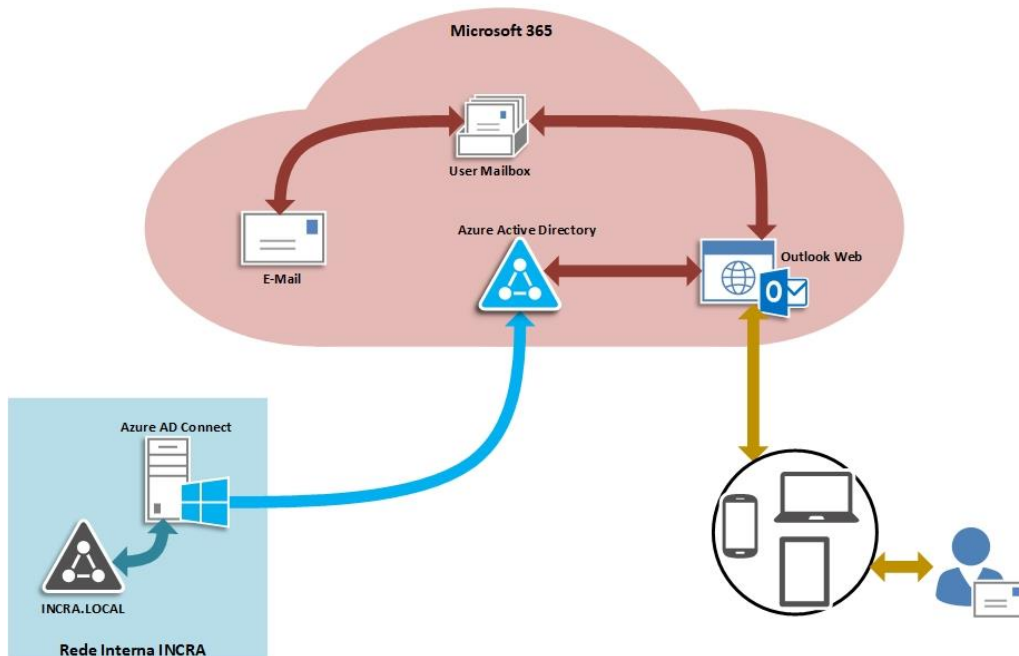 Microsoft 365
User Mailbox
Azure Active Directory
Outlook Web
E-Mail
Azure AD Connect
INCRA.LOCAL
Rede Interna INCRA